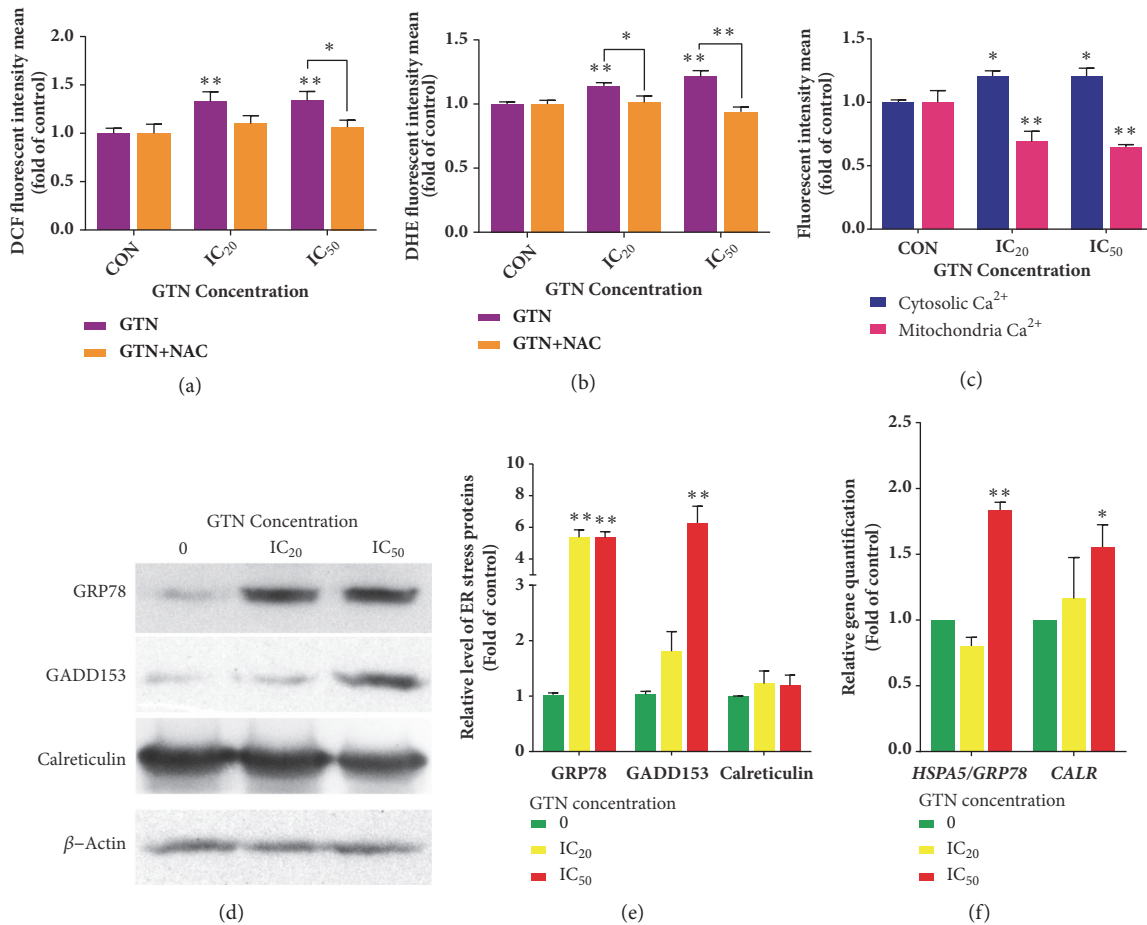 DCF fluorescent intensity mean
(fold of control)
2.0
1.5
1.0
0.5
0.0
**
**
*
CON
IC20
IC50
GTN Concentration
GTN
GTN+NAC
(a)
DHE fluorescent intensity mean
(fold of control)
1.5
1.0
0.5
0.0
**
*
**
**
CON
IC20
IC50
GTN Concentration
GTN
GTN+NAC
(b)
Fluorescent intensity mean
(fold of control)
1.5
1.0
0.5
0.0
*
**
*
**
CON
IC20
IC50
GTN Concentration
Cytosolic Ca2+
Mitochondria Ca2+
(c)
GTN Concentration
0 IC20 IC50
GRP78
GADD153
Calreticulin
β−Actin
(d)
Relative level of ER stress proteins
(Fold of control)
10
8
6
4
2
2
1
0
** **
**
GRP78 GADD153 Calreticulin
GTN concentration
0
IC20
IC50
(e)
Relative gene quantification
(Fold of control)
2.5
2.0
1.5
1.0
0.5
0.0
**
*
HSPA5/GRP78 CALR
GTN concentration
0
IC20
IC50
(f)